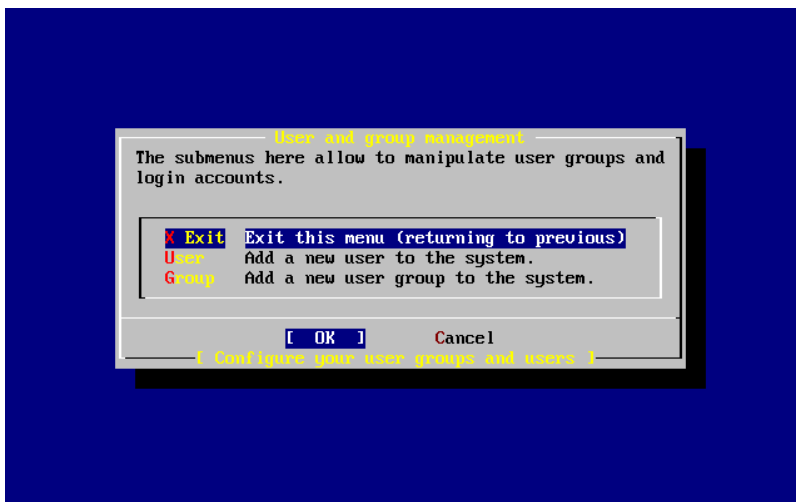 User and group management
The submenus here allow to manipulate user groups and
login accounts.
X Exit Exit this menu (returning to previous)
User Add a new user to the system.
Group Add a new user group to the system.
[ OK ] Cancel
[ Configure your user groups and users ]